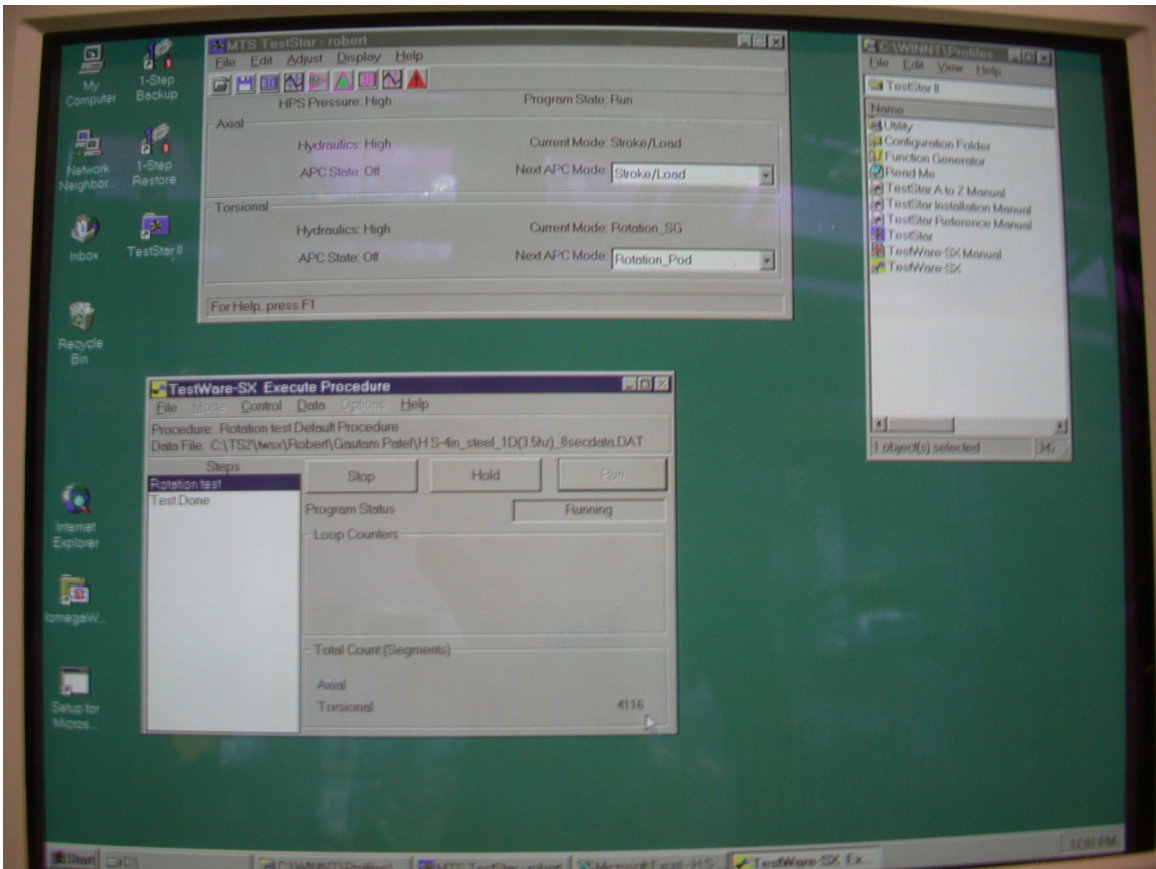 My
Computer
1-Step
Backup
Network
Neighbor...
1-Step
Restore
Inbox
TestStar II
Recycle
Bin
Internet
Explorer
IomegaW...
Setup for
Micros...
MTS TestStar - robert
File Edit Adjust Display Help
HPS Pressure: High Program State: Run
Axial
Hydraulics: High Current Mode: Stroke/Load
APC State: Off Next APC Mode: Stroke/Load
Torsional
Hydraulics: High Current Mode: Rotation_SG
APC State: Off Next APC Mode: Rotation_Pod
For Help, press F1
C:\WINNT\Profiles...
File Edit View Help
TestStar II
Name
Utility
Configuration Folder
Function Generator
Read Me
TestStar A to Z Manual
TestStar Installation Manual
TestStar Reference Manual
TestStar
TestWare-SX Manual
TestWare-SX
1 object(s) selected
TestWare-SX Execute Procedure
File Mode Control Data Options Help
Procedure: Rotation test Default Procedure
Data File: C:\TS2\twsx\Robert\Gautam Patel\H S-4in_steel_1D(3.5hz)_8secdata.DAT
Steps
Rotation test
Test Done
Stop Hold Run
Program Status Running
Loop Counters
Total Count (Segments)
Axial
Torsional 4116
Start C:\ MTS TestStar - robert Microsoft Excel - H S- TestWare-SX Ex...
12:01 PM